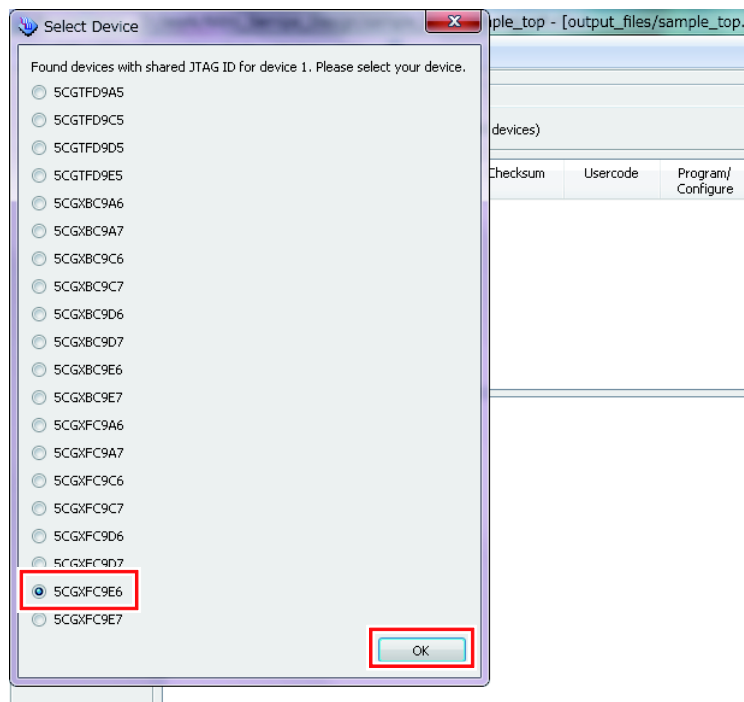 Select Device
ple_top - [output_files/sample_top.
Found devices with shared JTAG ID for device 1. Please select your device.
5CGTFD9A5
5CGTFD9C5
devices)
5CGTFD9D5
5CGTFD9E5
Checksum Usercode Program/
Configure
5CGXBC9A6
5CGXBC9A7
5CGXBC9C6
5CGXBC9C7
5CGXBC9D6
5CGXBC9D7
5CGXBC9E6
5CGXBC9E7
5CGXFC9A6
5CGXFC9A7
5CGXFC9C6
5CGXFC9C7
5CGXFC9D6
5CGXFC9D7
5CGXFC9E6
5CGXFC9E7
OK